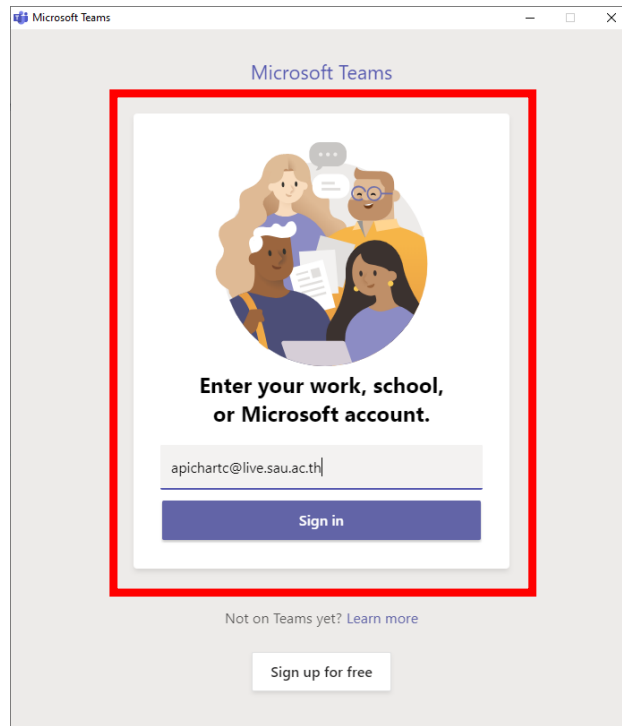 Microsoft Teams
Microsoft Teams
Enter your work, school,
or Microsoft account.
apichartc@live.sau.ac.th
Sign in
Not on Teams yet? Learn more
Sign up for free